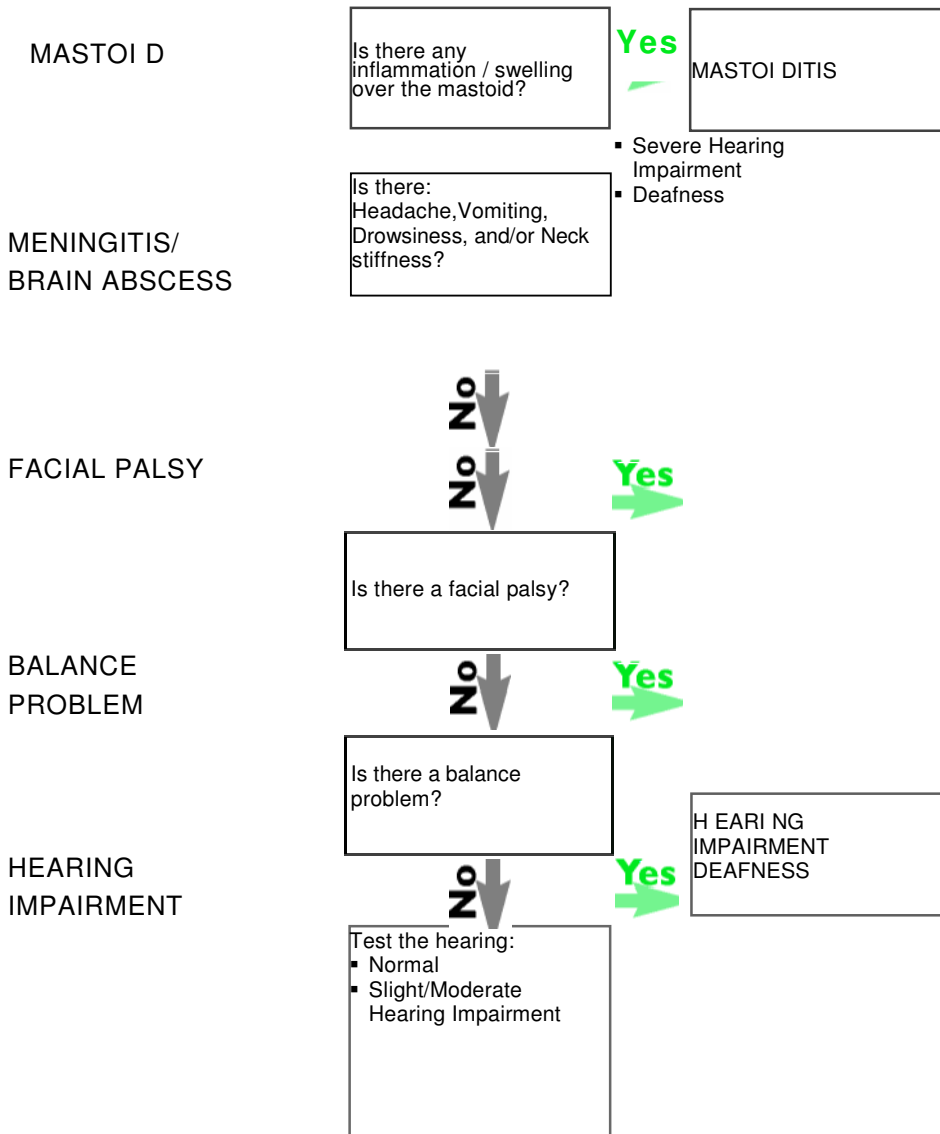 MASTOI D
Is there any
inflammation / swelling
over the mastoid?
Yes
MASTOI DITIS
▪ Severe Hearing
Impairment
▪ Deafness
MENINGITIS/
BRAIN ABSCESS
Is there:
Headache,Vomiting,
Drowsiness, and/or Neck
stiffness?
No
FACIAL PALSY
No
Yes
Is there a facial palsy?
BALANCE
PROBLEM
No
Yes
Is there a balance
problem?
HEARING
IMPAIRMENT
No
Yes
H EARI NG
IMPAIRMENT
DEAFNESS
Test the hearing:
▪ Normal
▪ Slight/Moderate
Hearing Impairment